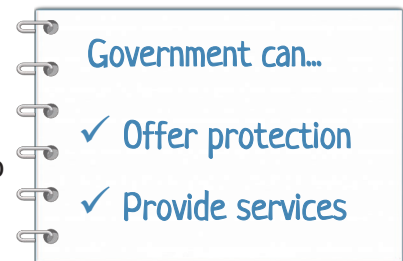 Government can...
✓ Offer protection
✓ Provide services